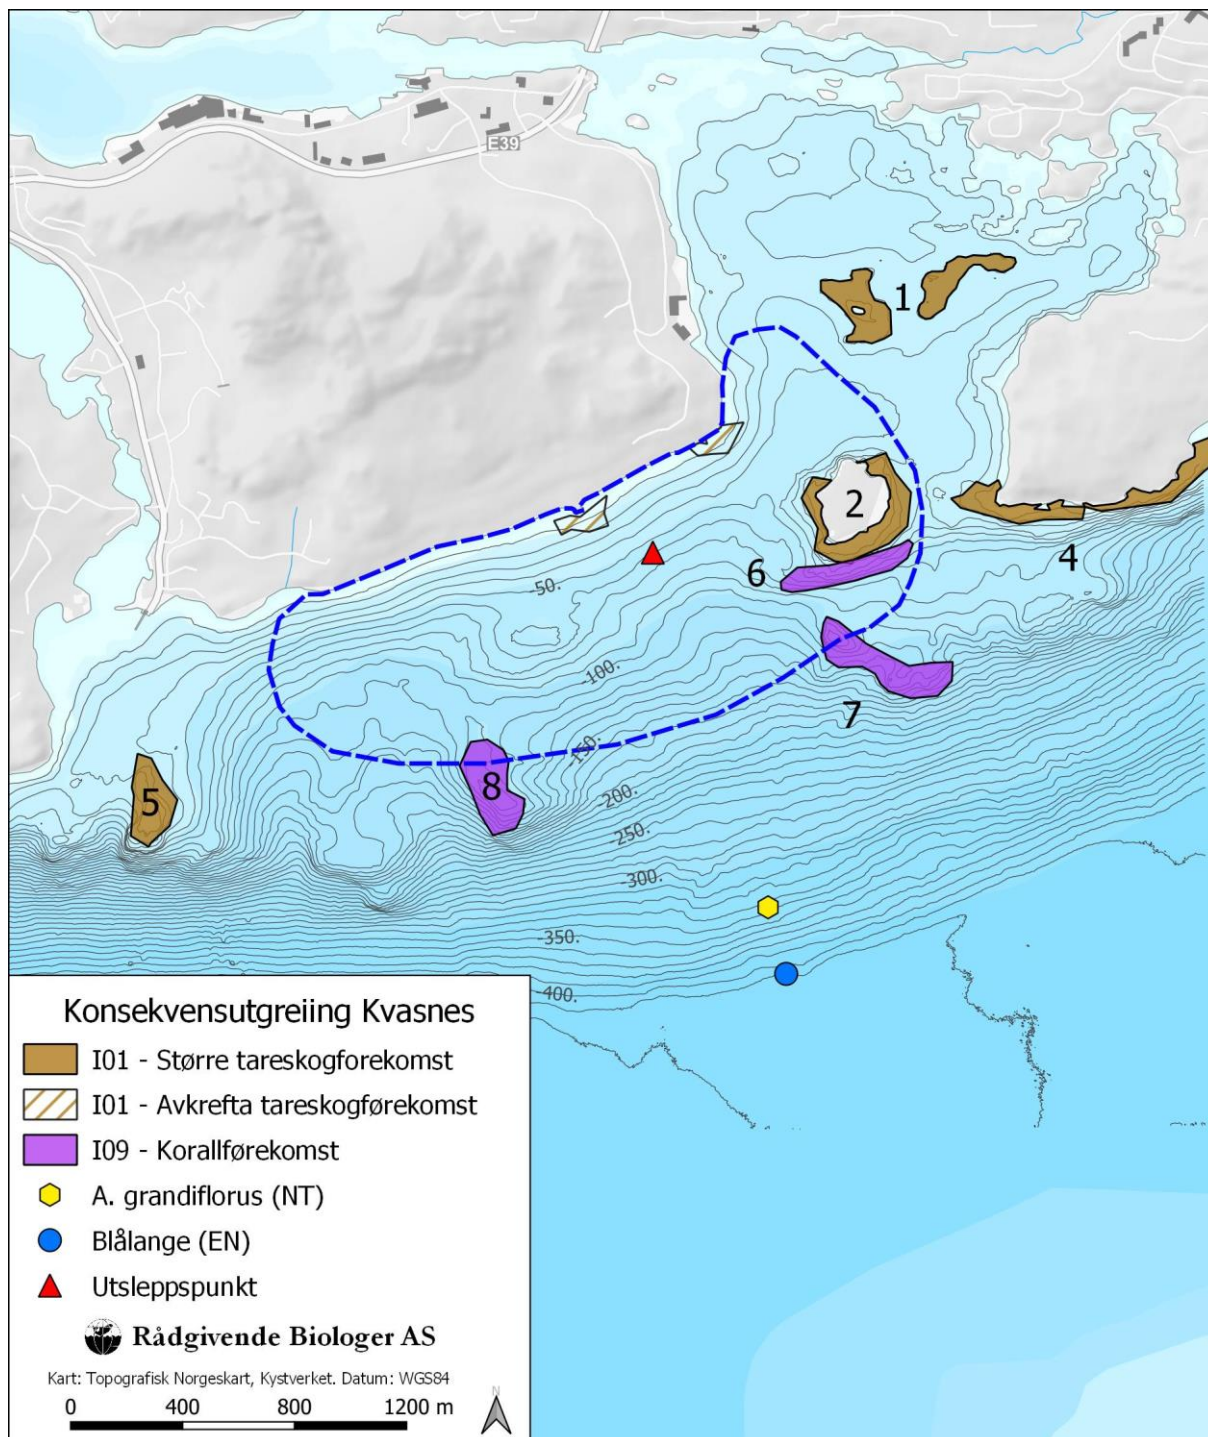 E39
1
2
4
6
-50.
-100.
7
-150.
8
5
-200.
-250.
-300.
-350.
-400.
Konsekvensutgreiing Kvasnes
I01 - Større tareskogforekomst
I01 - Avkrefta tareskogførekomst
I09 - Korallførekomst
A. grandiflorus (NT)
Blålange (EN)
Utsleppspunkt
Rådgivende Biologer AS
Kart: Topografisk Norgeskart, Kystverket. Datum: WGS84
N
0 400 800 1200 m